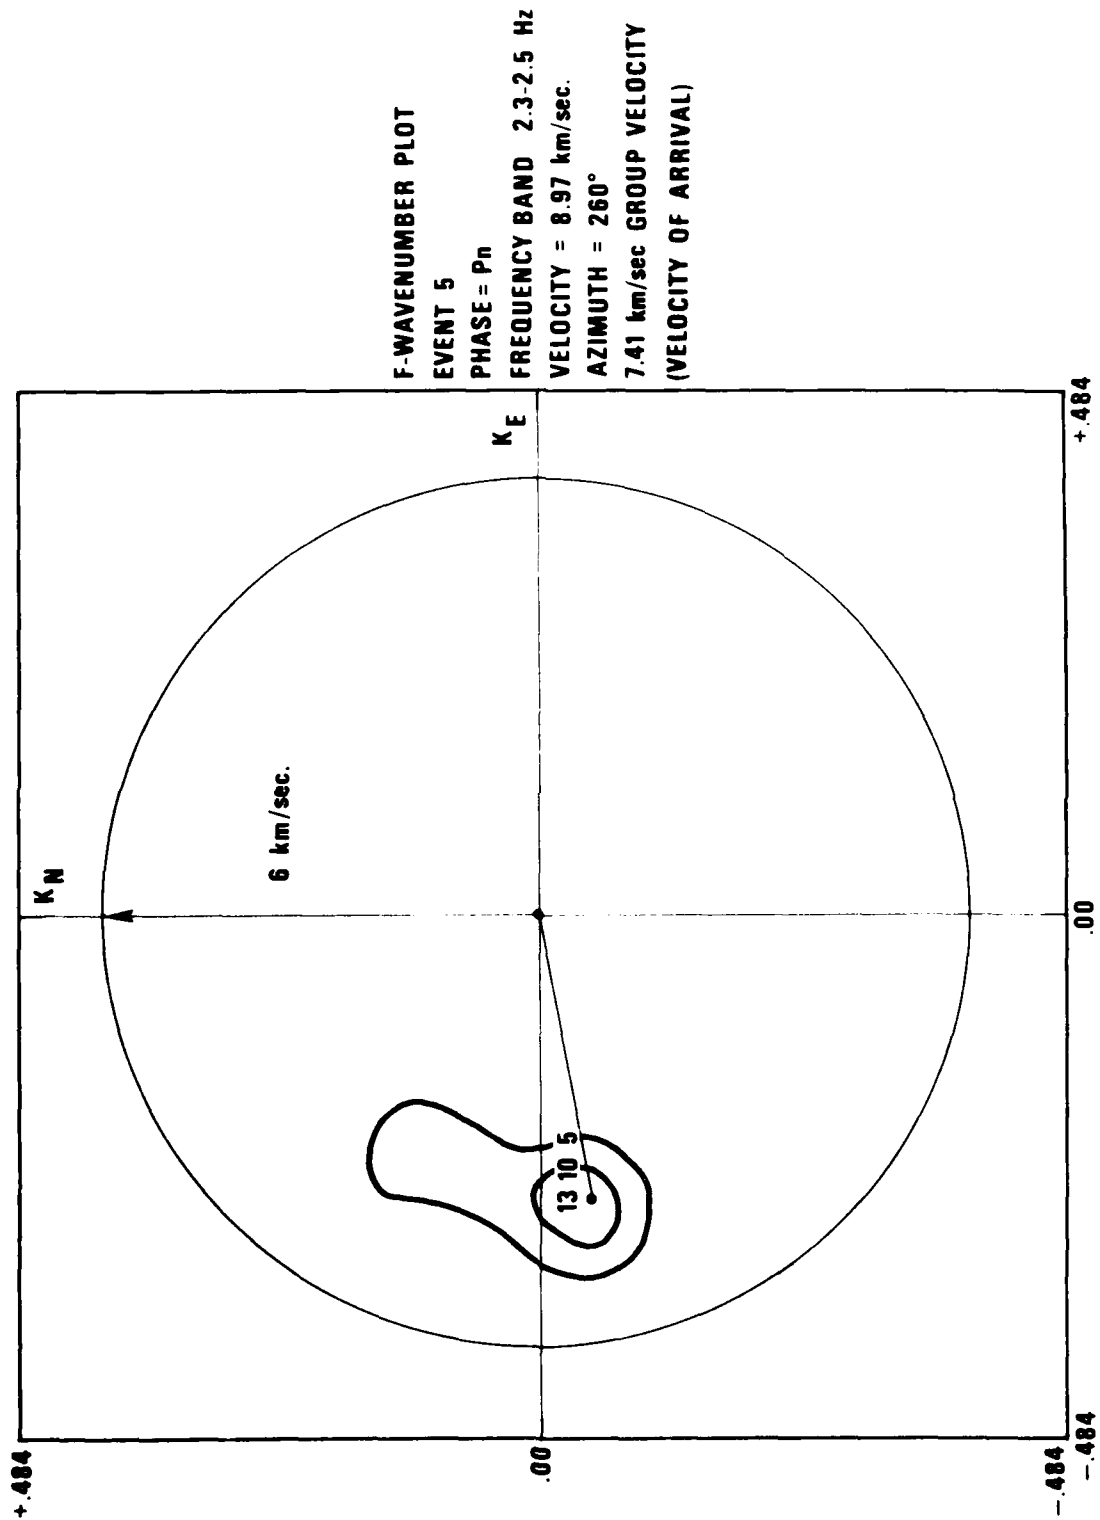 F-WAVENUMBER PLOT
EVENT 5
PHASE = Pn
FREQUENCY BAND 2.3-2.5 Hz
VELOCITY = 8.97 km/sec.
AZIMUTH = 260°
7.41 km/sec GROUP VELOCITY
(VELOCITY OF ARRIVAL)
+.484
KN
6 km/sec.
.00
KE
13 10 5
-.484
-.484
.00
+.484